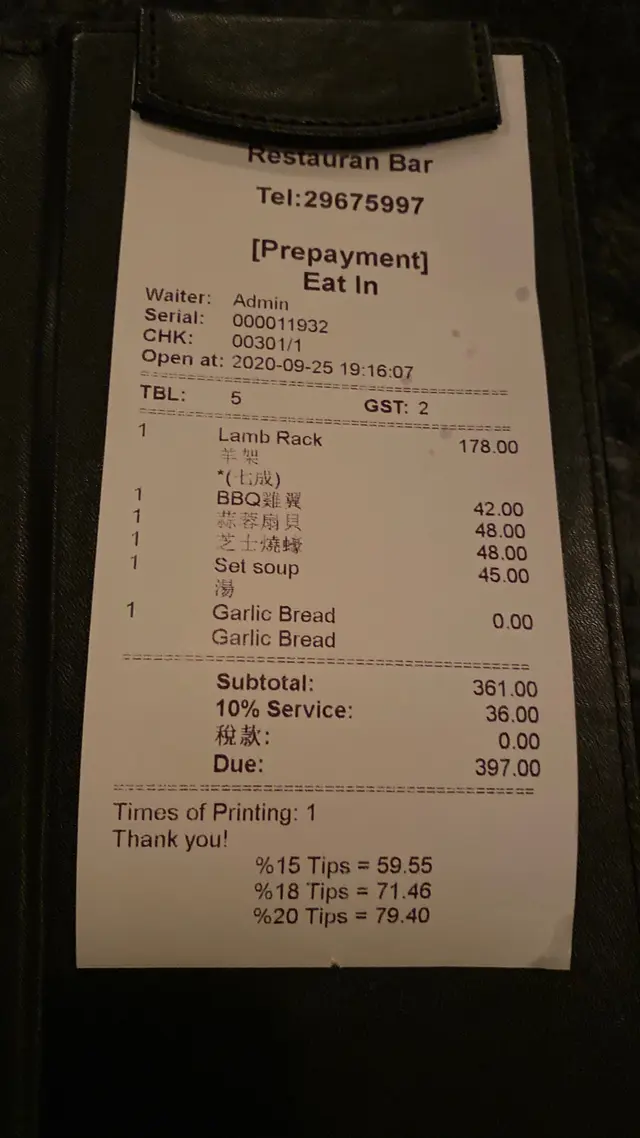 Restauran Bar
Tel:29675997
[Prepayment]
Eat In
Waiter: Admin
Serial: 000011932
CHK: 00301/1
Open at: 2020-09-25 19:16:07
TBL: 5 GST: 2
1 Lamb Rack 178.00
羊架
*(七成)
1 BBQ雞翼 42.00
1 蒜蓉扇貝 48.00
1 芝士燒蠔 48.00
1 Set soup 45.00
湯
1 Garlic Bread 0.00
Garlic Bread
Subtotal: 361.00
10% Service: 36.00
稅款: 0.00
Due: 397.00
Times of Printing: 1
Thank you!
%15 Tips = 59.55
%18 Tips = 71.46
%20 Tips = 79.40